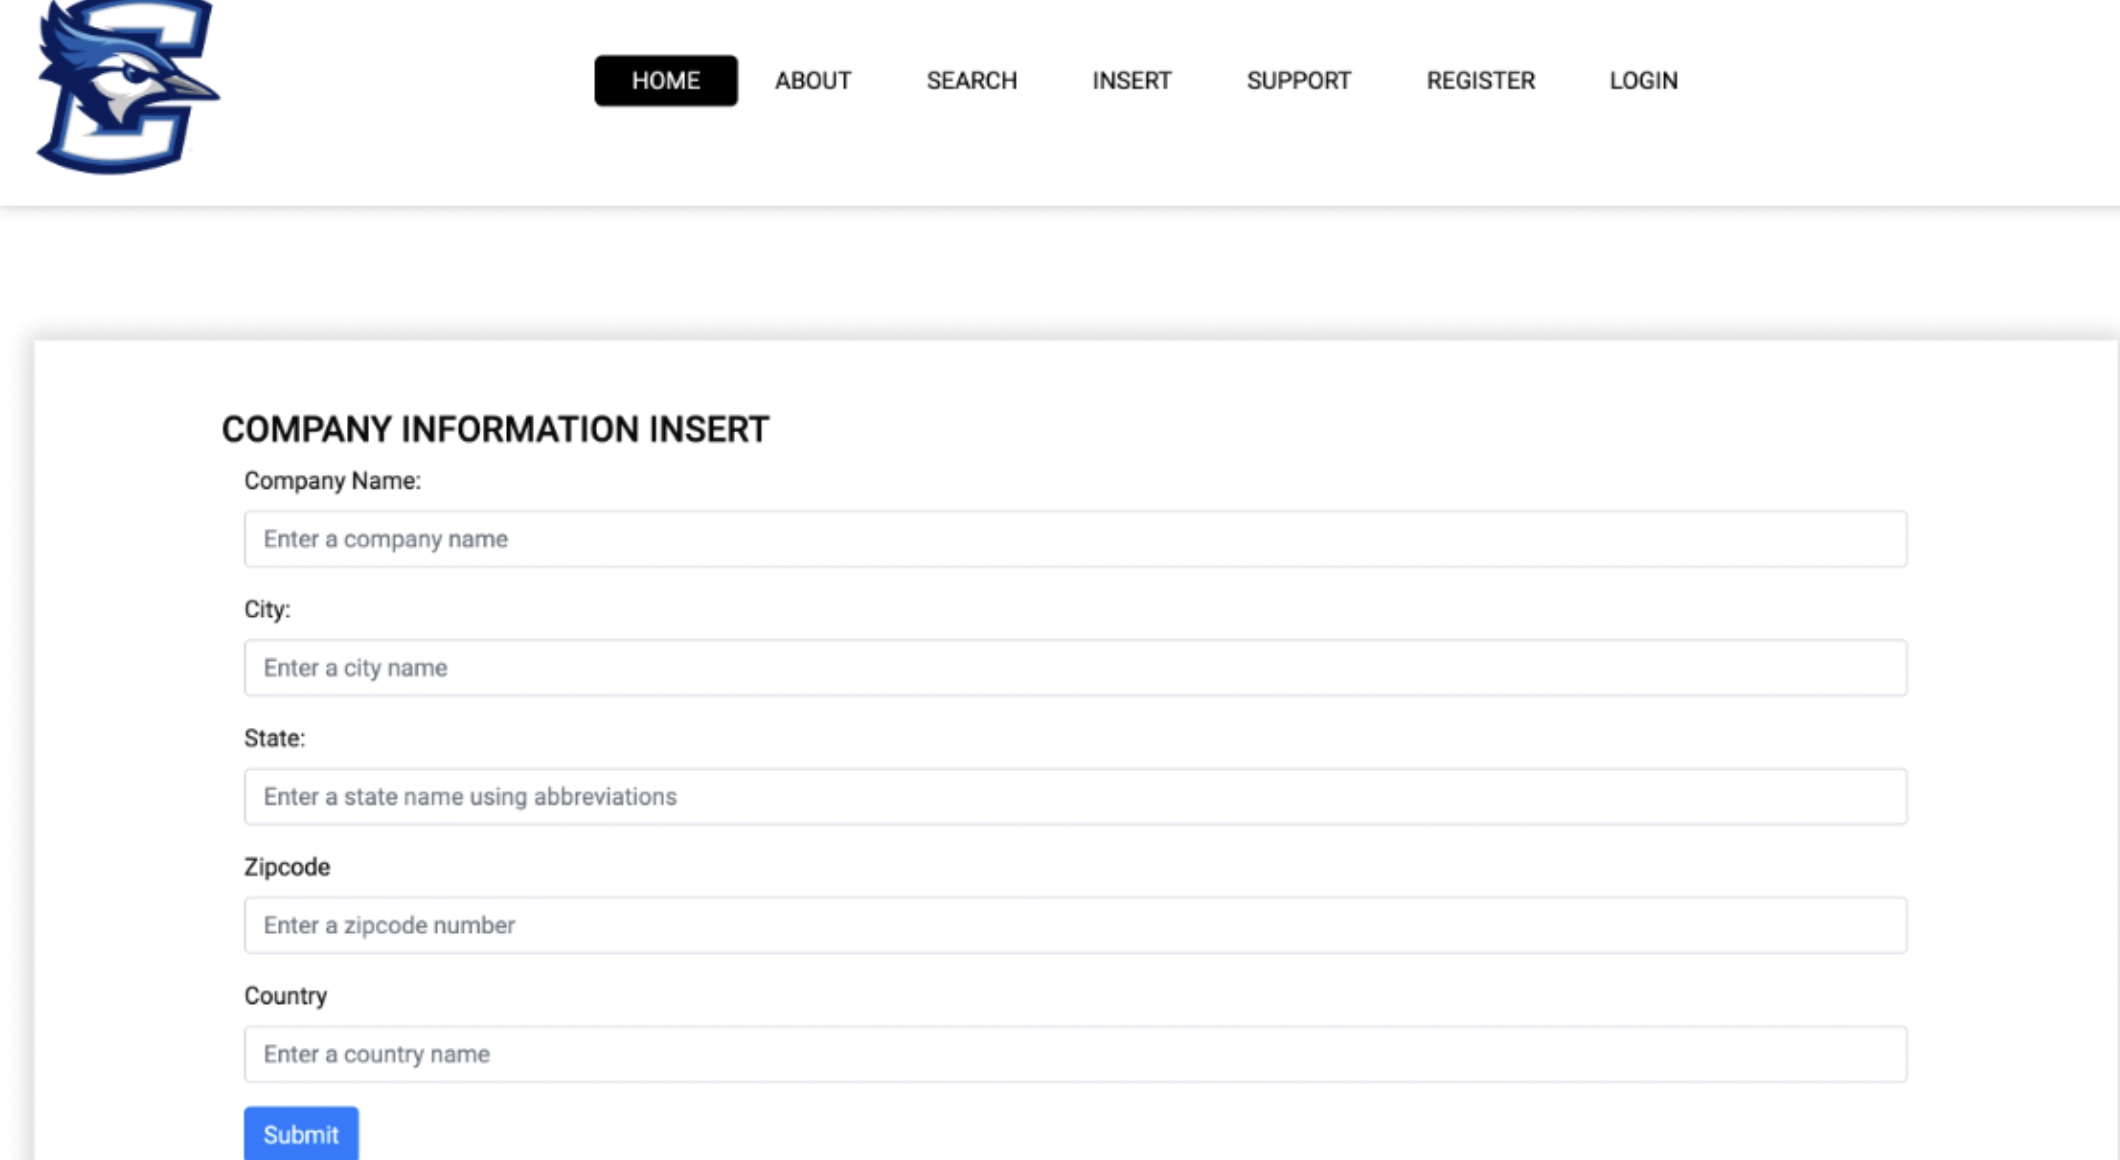 HOME ABOUT SEARCH INSERT SUPPORT REGISTER LOGIN
COMPANY INFORMATION INSERT
Company Name:
Enter a company name
City:
Enter a city name
State:
Enter a state name using abbreviations
Zipcode
Enter a zipcode number
Country
Enter a country name
Submit